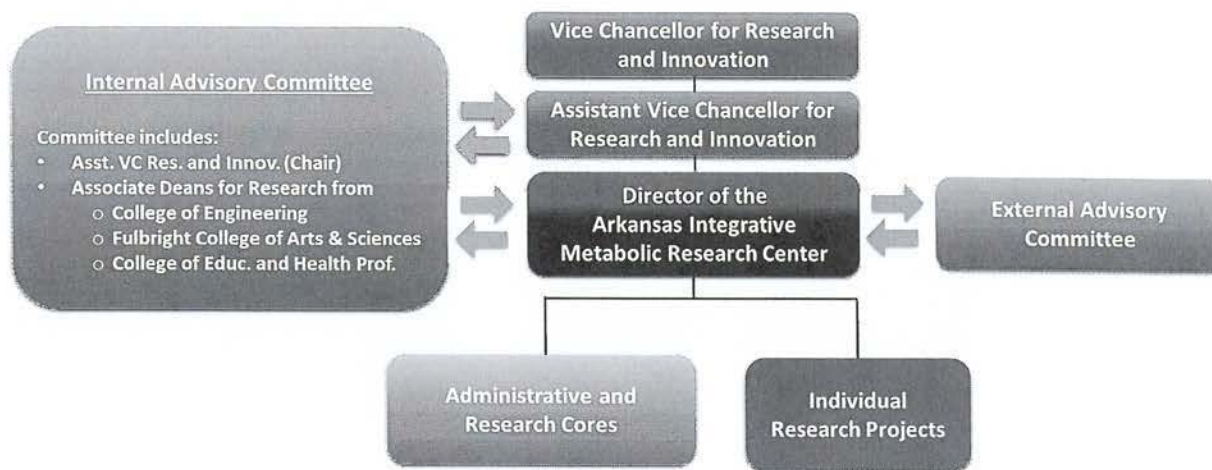 Internal Advisory Committee
Committee includes:
• Asst. VC Res. and Innov. (Chair)
• Associate Deans for Research from
o College of Engineering
o Fulbright College of Arts & Sciences
o College of Educ. and Health Prof.
Vice Chancellor for Research
and Innovation
Assistant Vice Chancellor for
Research and Innovation
Director of the
Arkansas Integrative
Metabolic Research Center
External Advisory
Committee
Administrative and
Research Cores
Individual
Research Projects